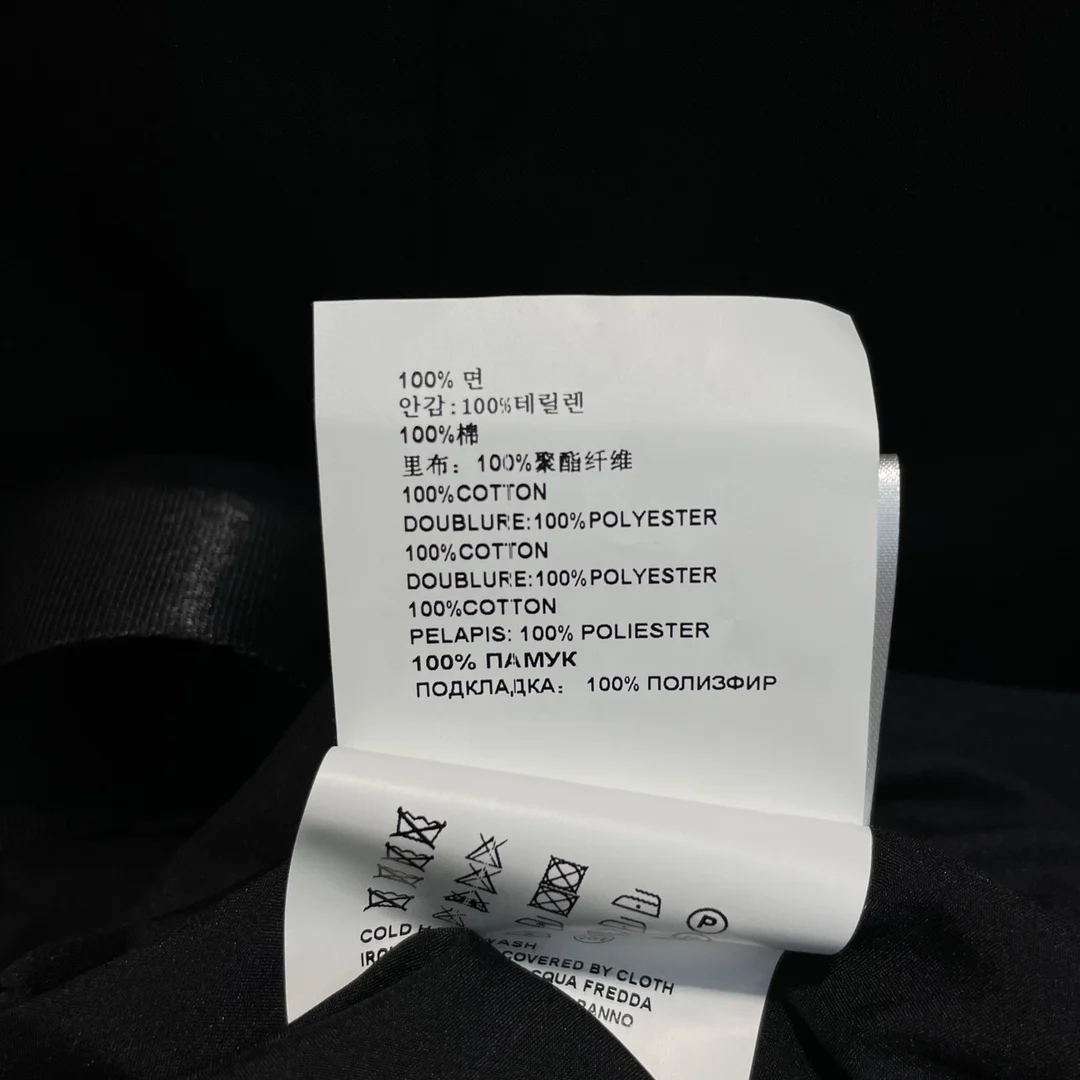 100% 면
안감:100%테릴렌
100%棉
里布：100%聚酯纤维
100%COTTON
DOUBLURE:100%POLYESTER
100%COTTON
DOUBLURE:100%POLYESTER
100%COTTON
PELAPIS: 100% POLIESTER
100% ПАМУК
ПОДКЛАДКА： 100% ПОЛИЗФИР
P
COLD
COVERED BY CLOTH
FREDDA